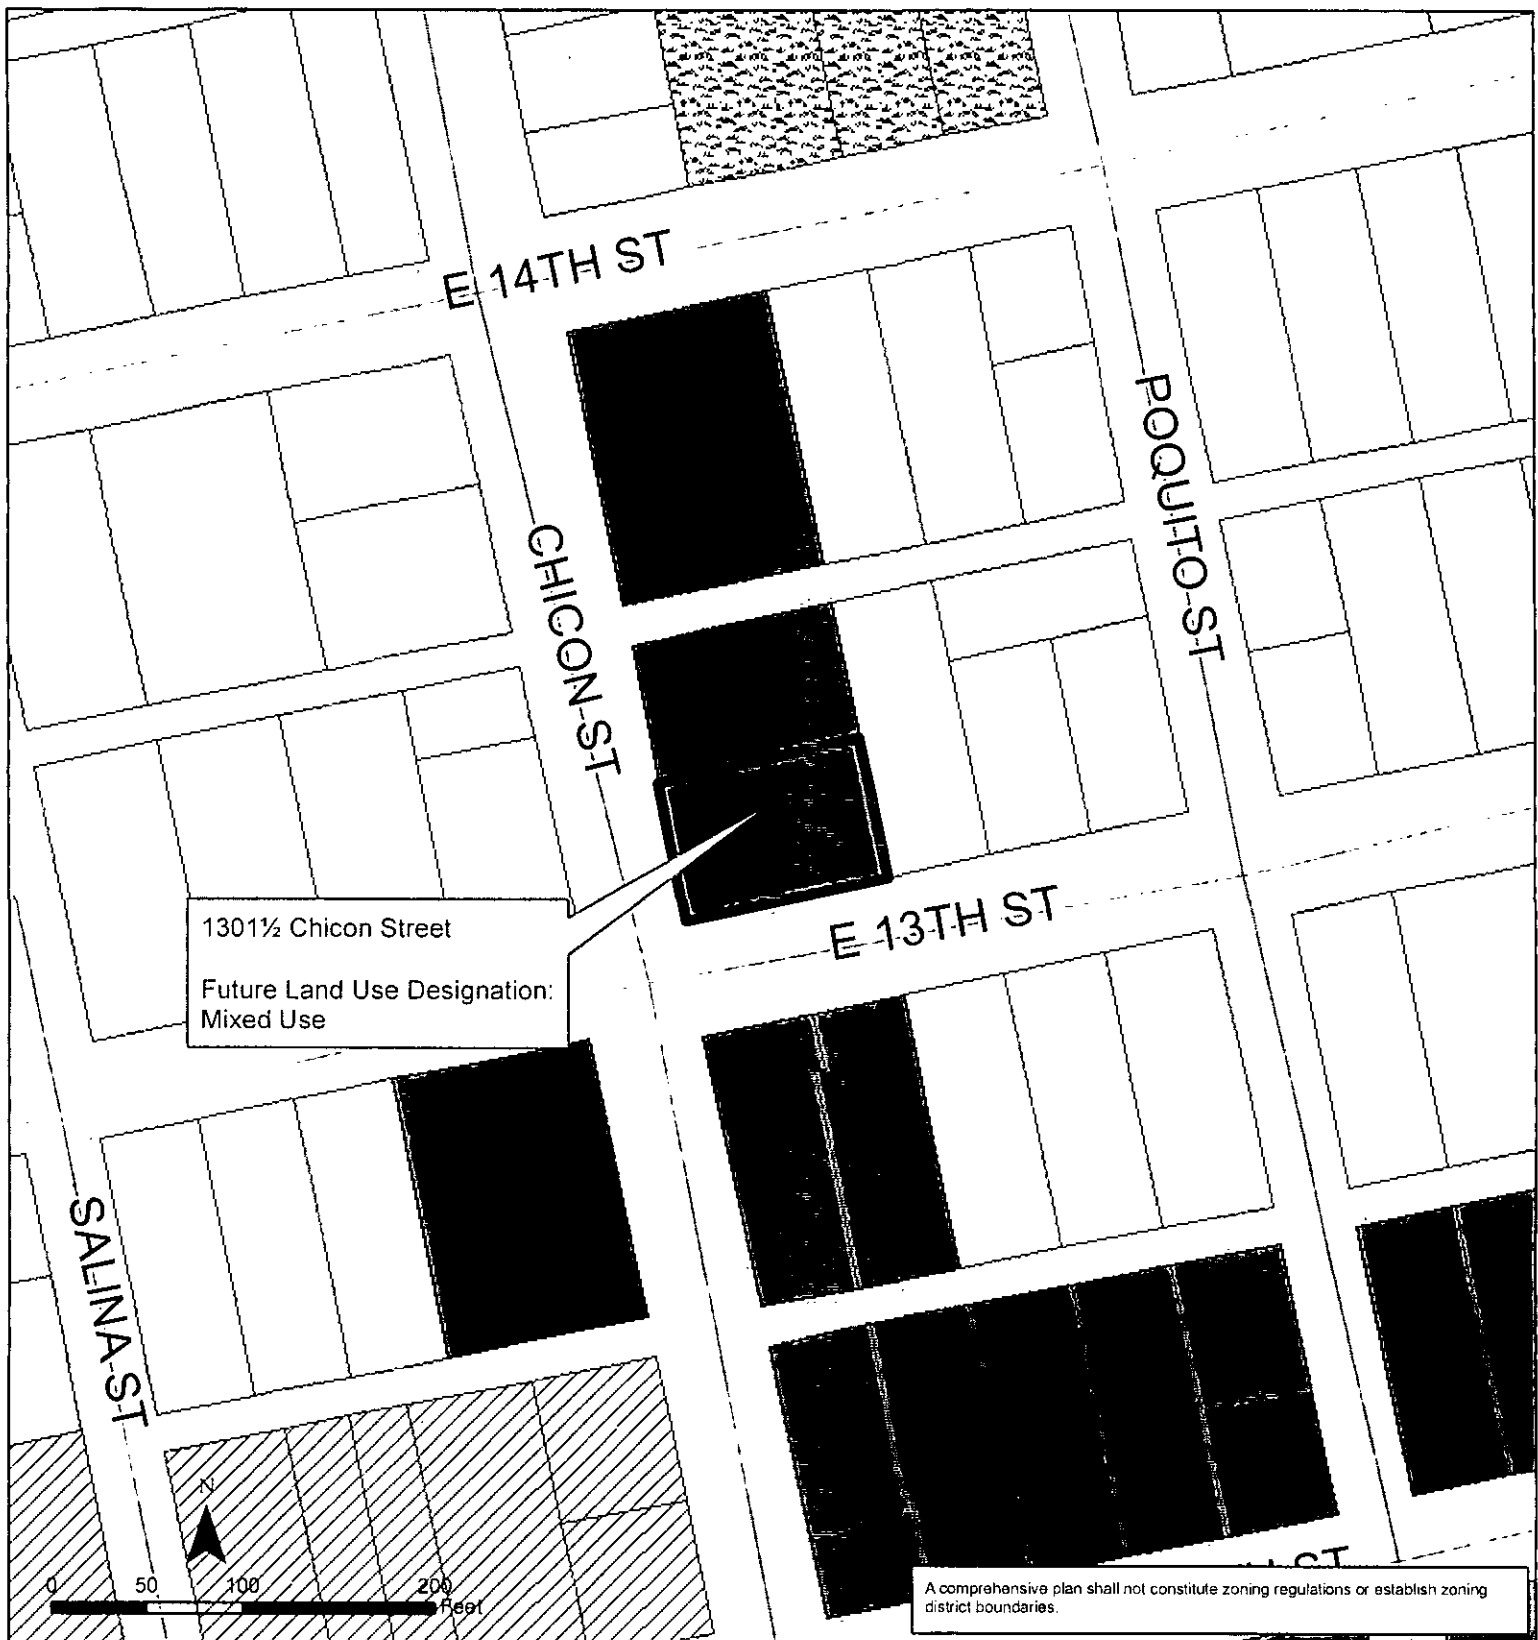 E 14TH ST
POQUITO ST
CHICON ST
1301½ Chicon Street
Future Land Use Designation:
Mixed Use
E 13TH ST
SALINA ST
N
0 50 100 200
Feet
ST
A comprehensive plan shall not constitute zoning regulations or establish zoning
district boundaries.